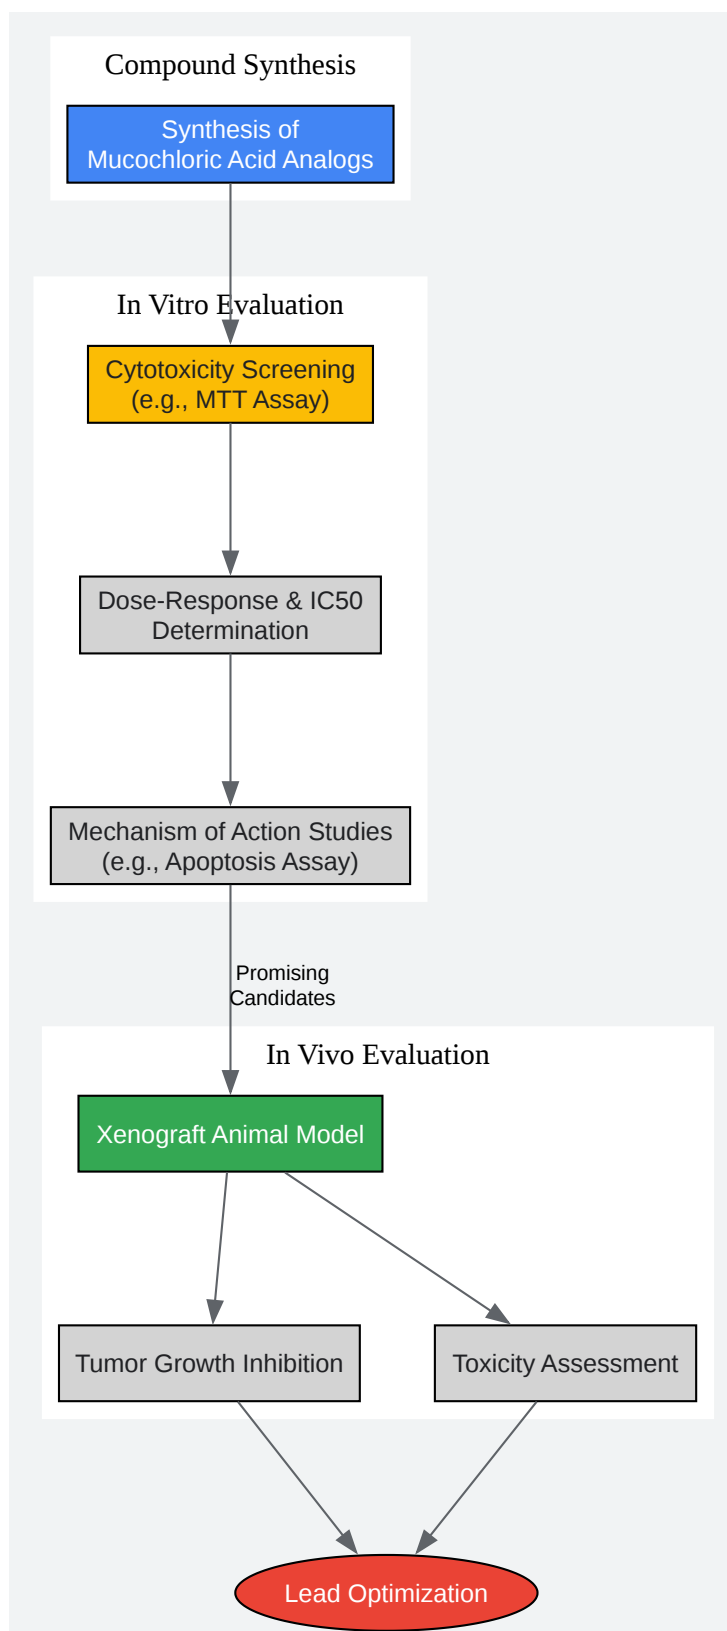 Compound Synthesis
Synthesis of
Mucochloric Acid Analogs
In Vitro Evaluation
Cytotoxicity Screening
(e.g., MTT Assay)
Dose-Response & IC50
Determination
Mechanism of Action Studies
(e.g., Apoptosis Assay)
Promising
Candidates
In Vivo Evaluation
Xenograft Animal Model
Tumor Growth Inhibition
Toxicity Assessment
Lead Optimization